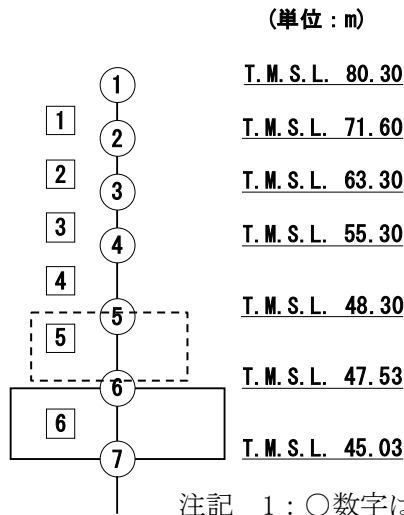 (単位:m)
① T.M.S.L. 80.30
1
② T.M.S.L. 71.60
2
③ T.M.S.L. 63.30
3
④ T.M.S.L. 55.30
4
⑤ T.M.S.L. 48.30
5
⑥ T.M.S.L. 47.53
6
⑦ T.M.S.L. 45.03
注記 1:○数字は